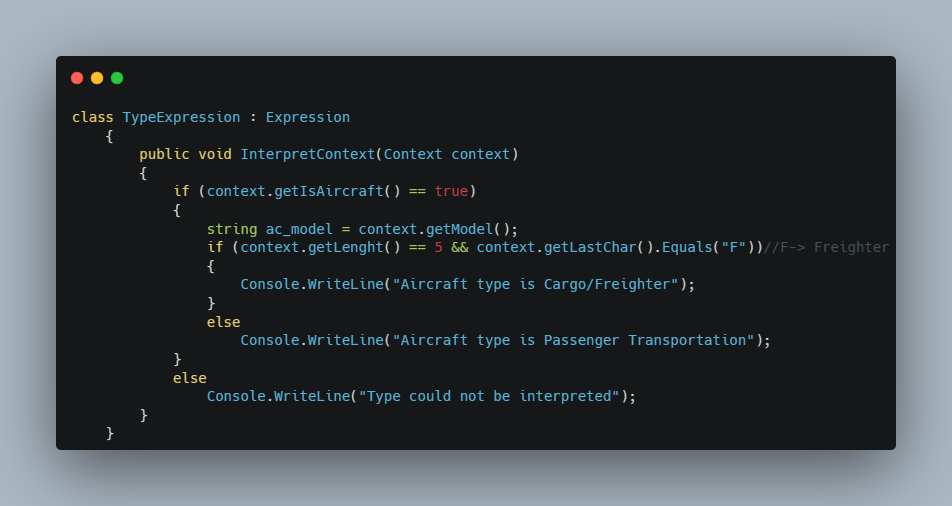 class TypeExpression : Expression
    {
        public void InterpretContext(Context context)
        {
            if (context.getIsAircraft() == true)
            {
                string ac_model = context.getModel();
                if (context.getLenght() == 5 && context.getLastChar().Equals("F"))//F-> Freighter
                {
                    Console.WriteLine("Aircraft type is Cargo/Freighter");
                }
                else
                    Console.WriteLine("Aircraft type is Passenger Transportation");
            }
            else
                Console.WriteLine("Type could not be interpreted");
        }
    }